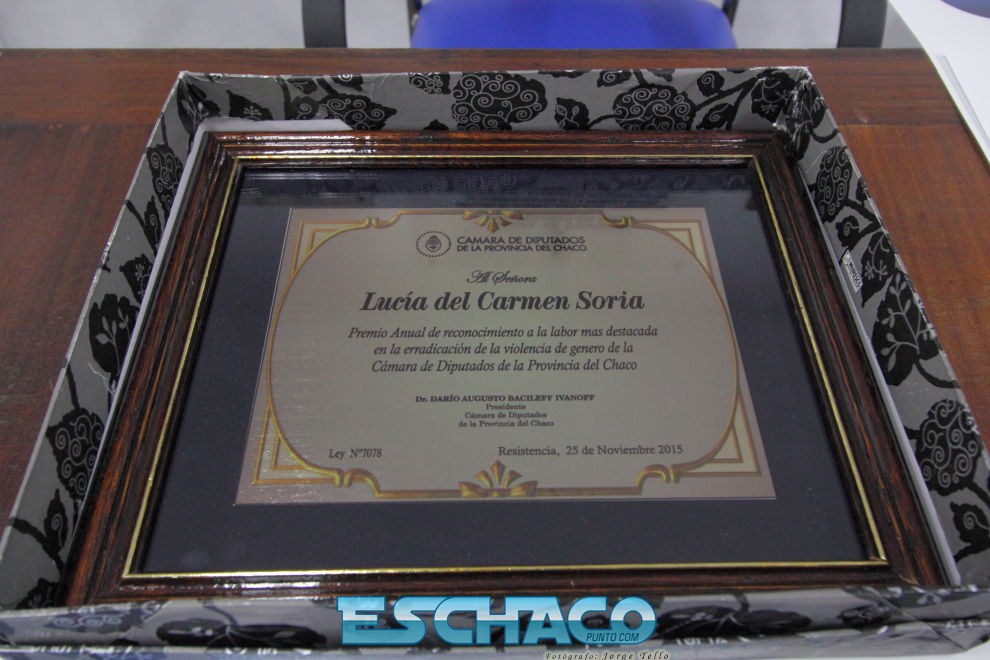 CAMARA DE DIPUTADOS
DE LA PROVINCIA DEL CHACO
Al Señora
Lucía del Carmen Soria
Premio Anual de reconocimiento a la labor mas destacada
en la erradicación de la violencia de genero de la
Cámara de Diputados de la Provincia del Chaco
Dr. DARÍO AUGUSTO BACILEFF IVANOFF
Presidente
Cámara de Diputados
de la Provincia del Chaco
Ley Nº7078
Resistencia, 25 de Noviembre 2015
ESCHACO
PUNTO COM
Fotógrafo: Jorge Tello